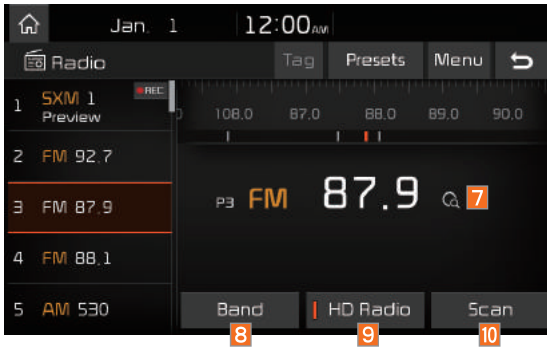 Jan. 1 12:00AM
Radio Tag Presets Menu
1 SXM 1 REC
Preview
2 FM 92.7
3 FM 87.9
4 FM 88.1
5 AM 530
108.0 87.0 88.0 89.0 90.0
P3 FM 87.9 7
Band HD Radio Scan
8 9 10